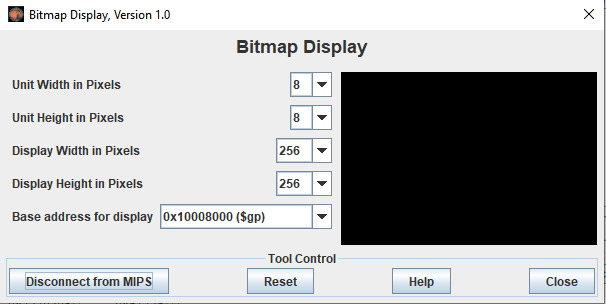 Bitmap Display, Version 1.0
Bitmap Display
Unit Width in Pixels 8
Unit Height in Pixels 8
Display Width in Pixels 256
Display Height in Pixels 256
Base address for display 0x10008000 ($gp)
Tool Control
Disconnect from MIPS Reset Help Close